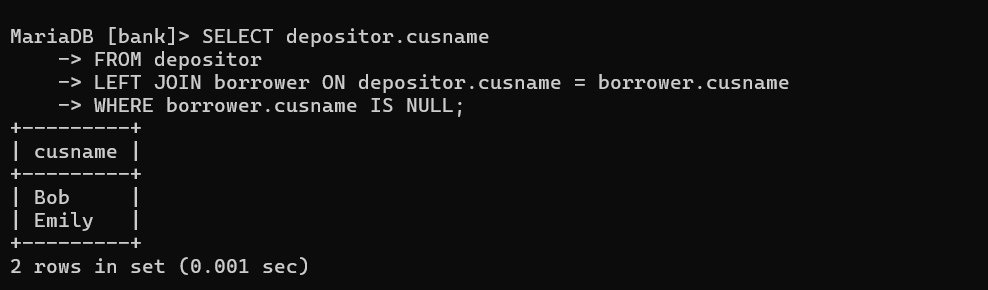 MariaDB [bank]> SELECT depositor.cusname
    -> FROM depositor
    -> LEFT JOIN borrower ON depositor.cusname = borrower.cusname
    -> WHERE borrower.cusname IS NULL;
+---------+
| cusname |
+---------+
| Bob     |
| Emily   |
+---------+
2 rows in set (0.001 sec)